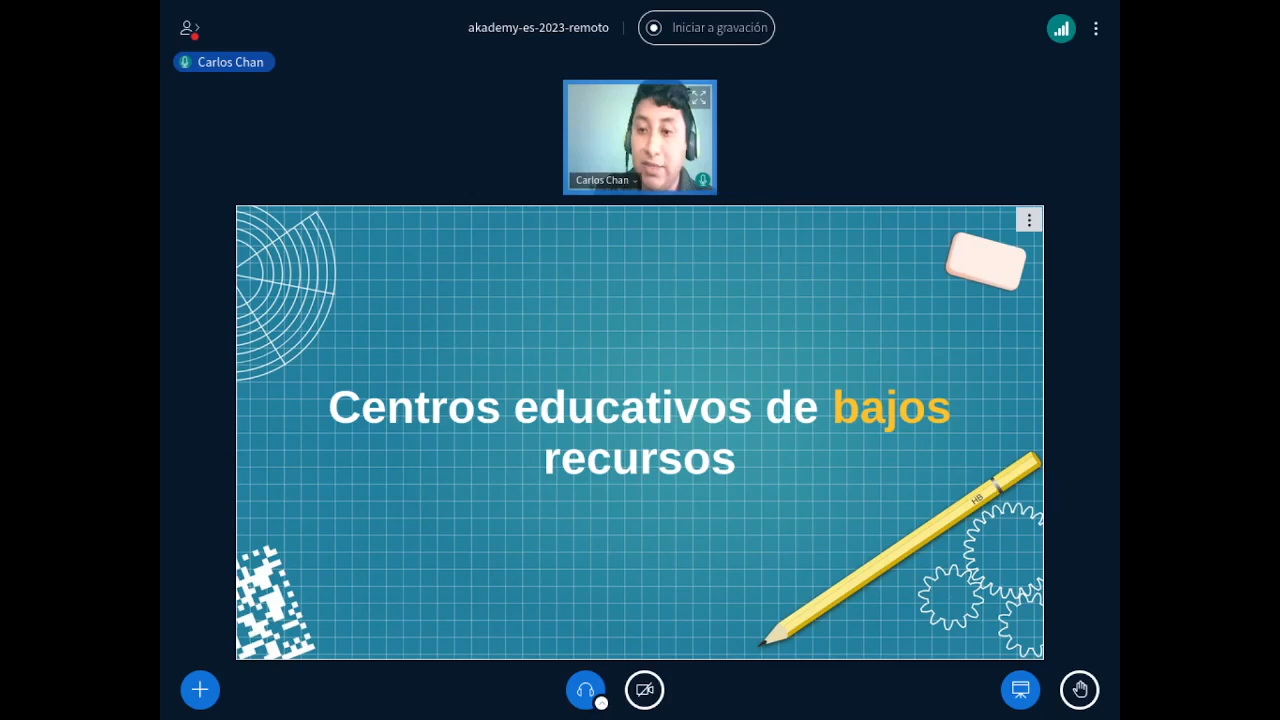 akademy-es-2023-remoto
Iniciar a gravación
Carlos Chan
Carlos Chan
Centros educativos de bajos
recursos
HB